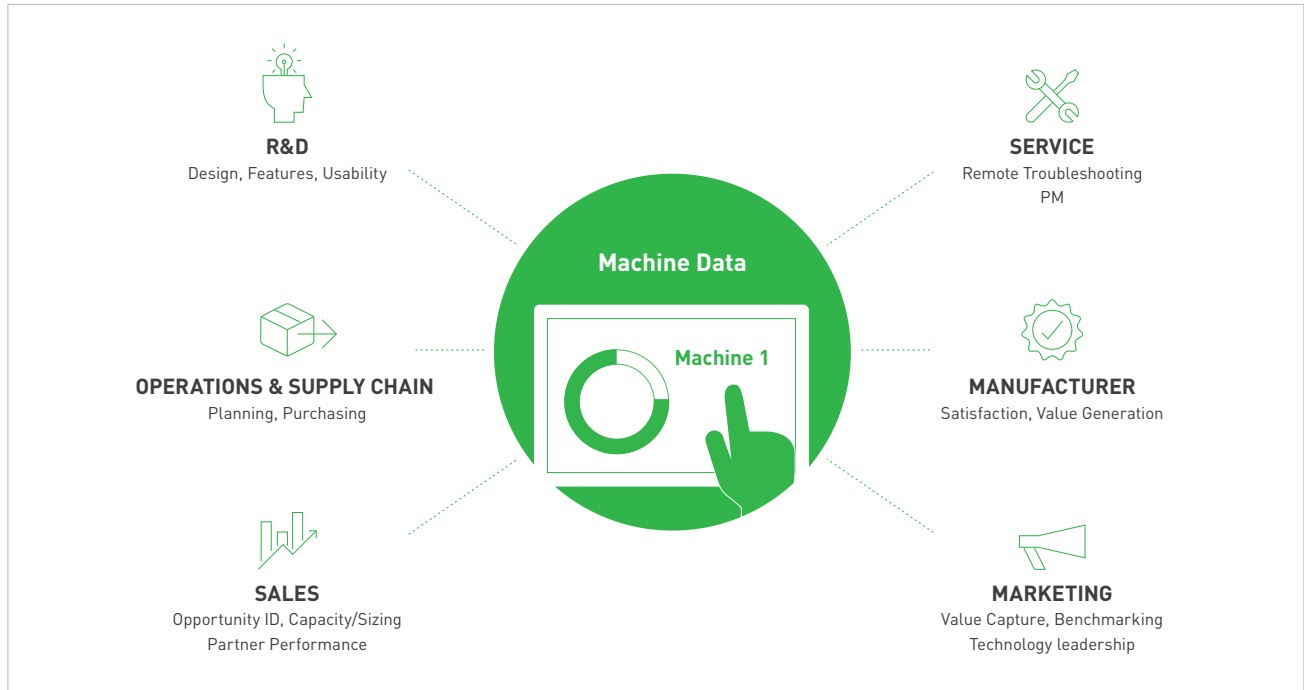 R&D
Design, Features, Usability
SERVICE
Remote Troubleshooting
PM
Machine Data
Machine 1
OPERATIONS & SUPPLY CHAIN
Planning, Purchasing
MANUFACTURER
Satisfaction, Value Generation
SALES
Opportunity ID, Capacity/Sizing
Partner Performance
MARKETING
Value Capture, Benchmarking
Technology leadership